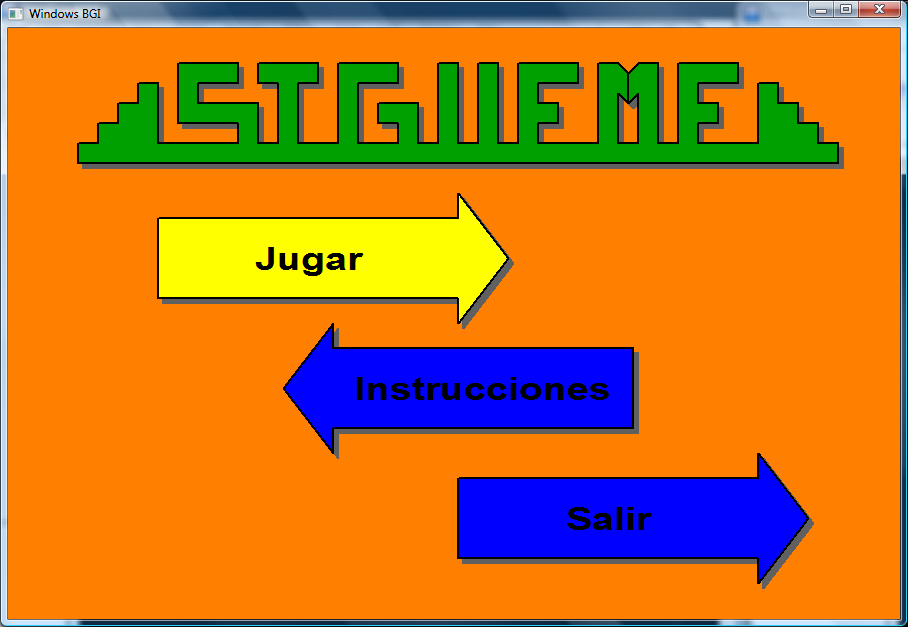 Windows BGI
SIGUEME
Jugar
Instrucciones
Salir